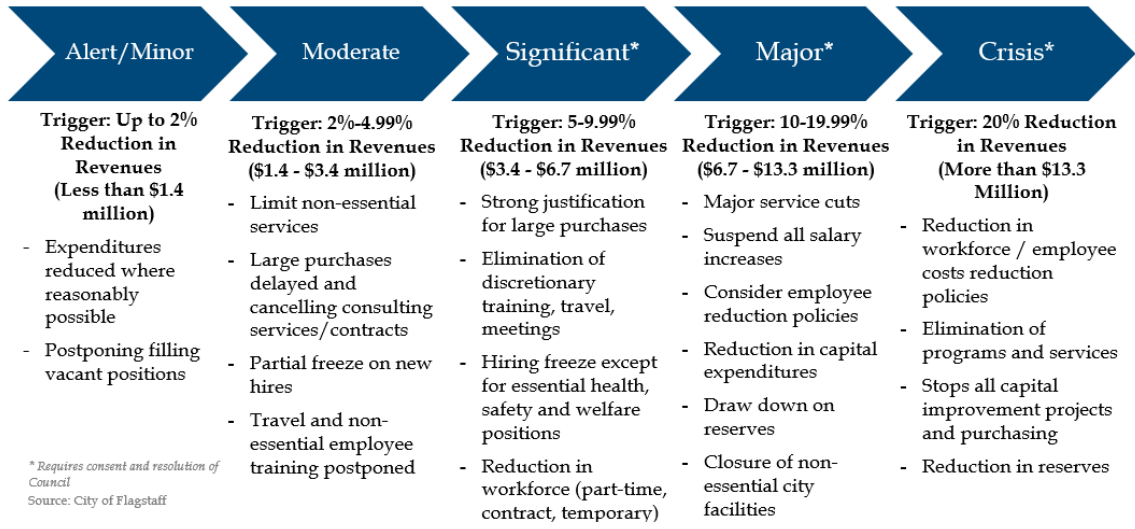 Alert/Minor
Trigger: Up to 2%
Reduction in
Revenues
(Less than $1.4
million)
- Expenditures
reduced where
reasonably
possible
- Postponing filling
vacant positions
Moderate
Trigger: 2%-4.99%
Reduction in Revenues
($1.4 - $3.4 million)
- Limit non-essential
services
- Large purchases
delayed and
cancelling consulting
services/contracts
- Partial freeze on new
hires
- Travel and non-
essential employee
training postponed
Significant*
Trigger: 5-9.99%
Reduction in Revenues
($3.4 - $6.7 million)
- Strong justification
for large purchases
- Elimination of
discretionary
training, travel,
meetings
- Hiring freeze except
for essential health,
safety and welfare
positions
- Reduction in
workforce (part-time,
contract, temporary)
Major*
Trigger: 10-19.99%
Reduction in Revenues
($6.7 - $13.3 million)
- Major service cuts
- Suspend all salary
increases
- Consider employee
reduction policies
- Reduction in capital
expenditures
- Draw down on
reserves
- Closure of non-
essential city
facilities
Crisis*
Trigger: 20% Reduction
in Revenues
(More than $13.3
Million)
- Reduction in
workforce / employee
costs reduction
policies
- Elimination of
programs and services
- Stops all capital
improvement projects
and purchasing
- Reduction in reserves
* Requires consent and resolution of
Council
Source: City of Flagstaff